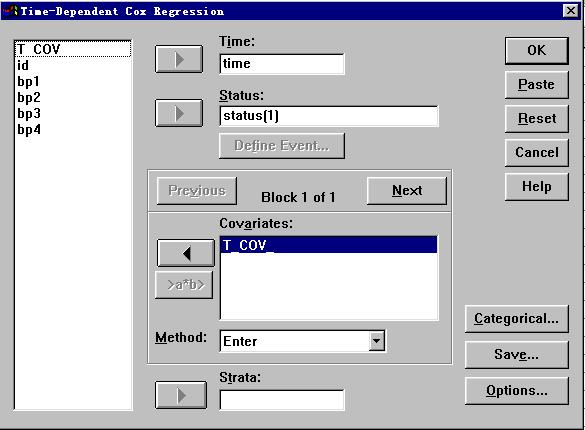 Time-Dependent Cox Regression
T_COV_
id
bp1
bp2
bp3
bp4
Time:
time
Status:
status(1)
Define Event...
Previous
Block 1 of 1
Next
Covariates:
T_COV_
>a*b>
Method:
Enter
Strata:
OK
Paste
Reset
Cancel
Help
Categorical...
Save...
Options...